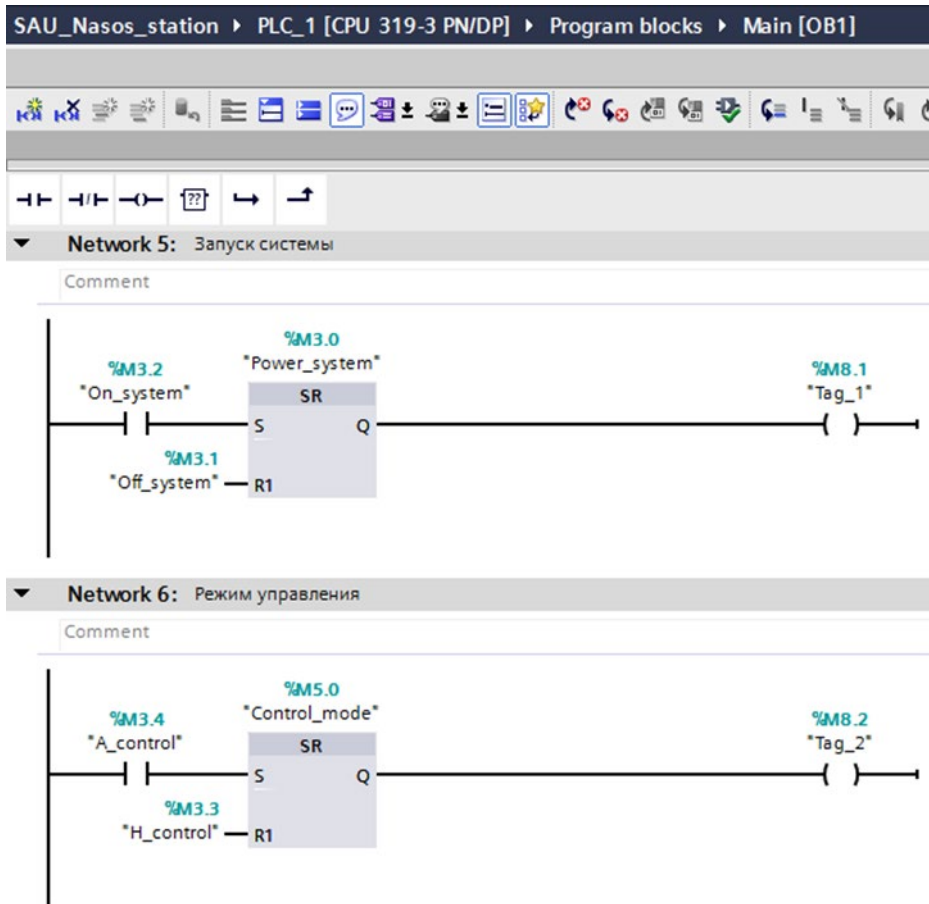 SAU_Nasos_station ▸ PLC_1 [CPU 319-3 PN/DP] ▸ Program blocks ▸ Main [OB1]
??
Network 5: Запуск системы
Comment
%M3.0
"Power_system"
%M3.2
"On_system"
SR
S Q
%M3.1
"Off_system"
R1
%M8.1
"Tag_1"
Network 6: Режим управления
Comment
%M5.0
"Control_mode"
%M3.4
"A_control"
SR
S Q
%M3.3
"H_control"
R1
%M8.2
"Tag_2"